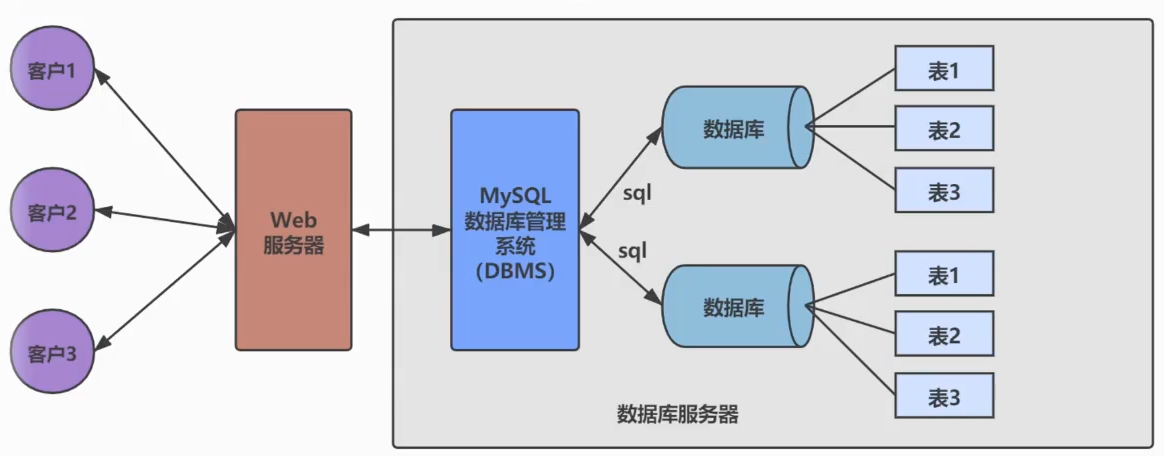 客户1
客户2
客户3
Web
服务器
MySQL
数据库管理
系统
（DBMS）
sql
sql
数据库
表1
表2
表3
数据库
表1
表2
表3
数据库服务器